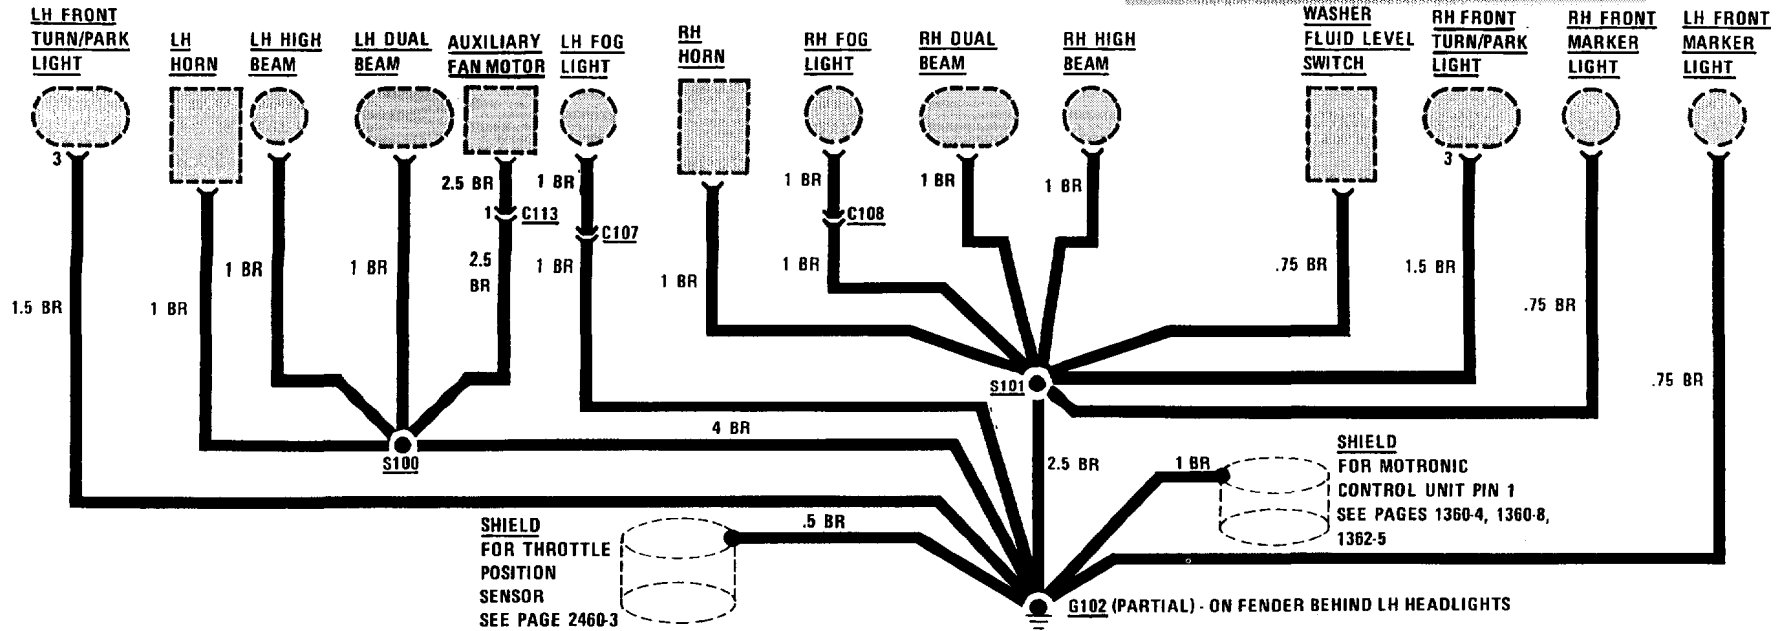 LH FRONT
TURN/PARK
LIGHT
LH
HORN
LH HIGH
BEAM
LH DUAL
BEAM
AUXILIARY
FAN MOTOR
LH FOG
LIGHT
RH
HORN
RH FOG
LIGHT
RH DUAL
BEAM
RH HIGH
BEAM
WASHER
FLUID LEVEL
SWITCH
RH FRONT
TURN/PARK
LIGHT
RH FRONT
MARKER
LIGHT
LH FRONT
MARKER
LIGHT
3
3
2.5 BR
1 BR
1 BR
1 BR
1 BR
1
C113
C107
C108
1 BR
1 BR
2.5
BR
1 BR
1 BR
1 BR
.75 BR
1.5 BR
1.5 BR
1 BR
.75 BR
.75 BR
S101
4 BR
S100
2.5 BR
1 BR
SHIELD
FOR MOTRONIC
CONTROL UNIT PIN 1
SEE PAGES 1360-4, 1360-8,
1362-5
SHIELD
FOR THROTTLE
POSITION
SENSOR
SEE PAGE 2460-3
.5 BR
G102 (PARTIAL) - ON FENDER BEHIND LH HEADLIGHTS